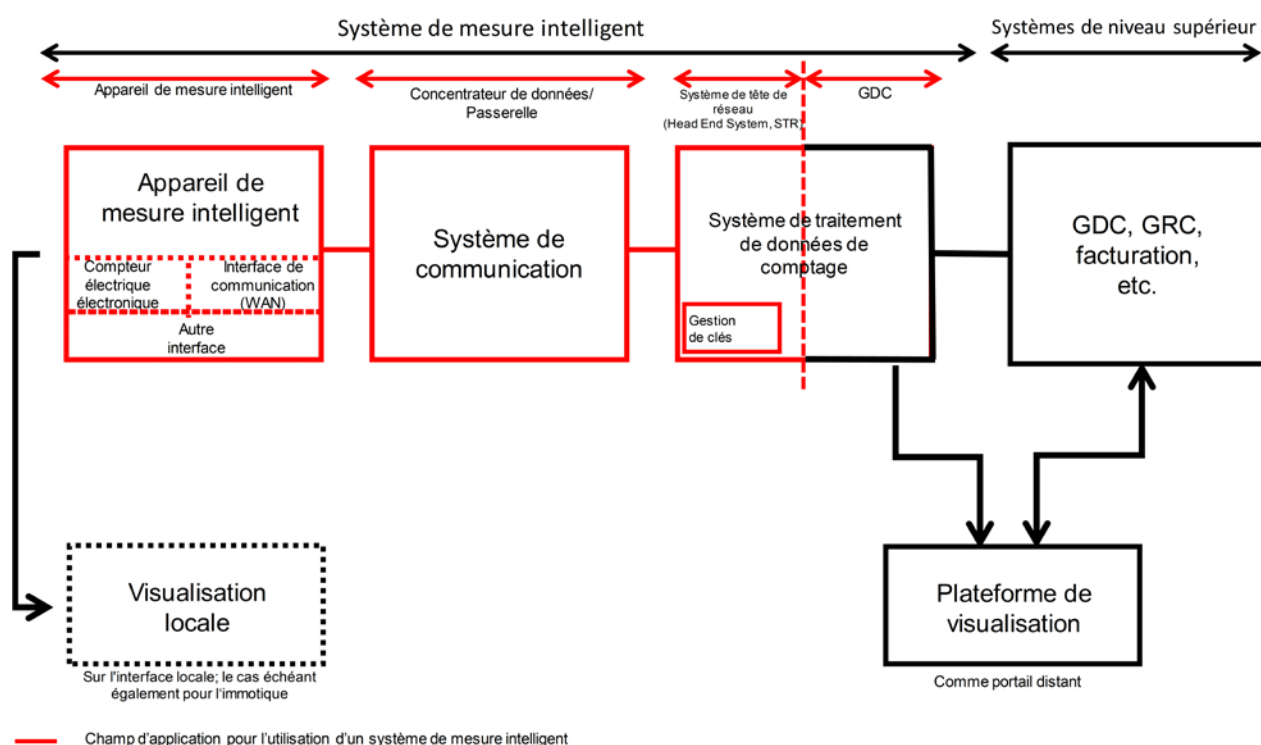 Système de mesure intelligent
Systèmes de niveau supérieur
Appareil de mesure intelligent
Concentrateur de données/
Passerelle
Système de tête de
réseau
(Head End System, STR)
GDC
Appareil de
mesure intelligent
Compteur
électrique
électronique
Interface de
communication
(WAN)
Autre
interface
Système de
communication
Système de traitement
de données de
comptage
Gestion
de clés
GDC, GRC,
facturation,
etc.
Visualisation
locale
Sur l'interface locale; le cas échéant
également pour l'immotique
Plateforme de
visualisation
Comme portail distant
Champ d'application pour l'utilisation d'un système de mesure intelligent